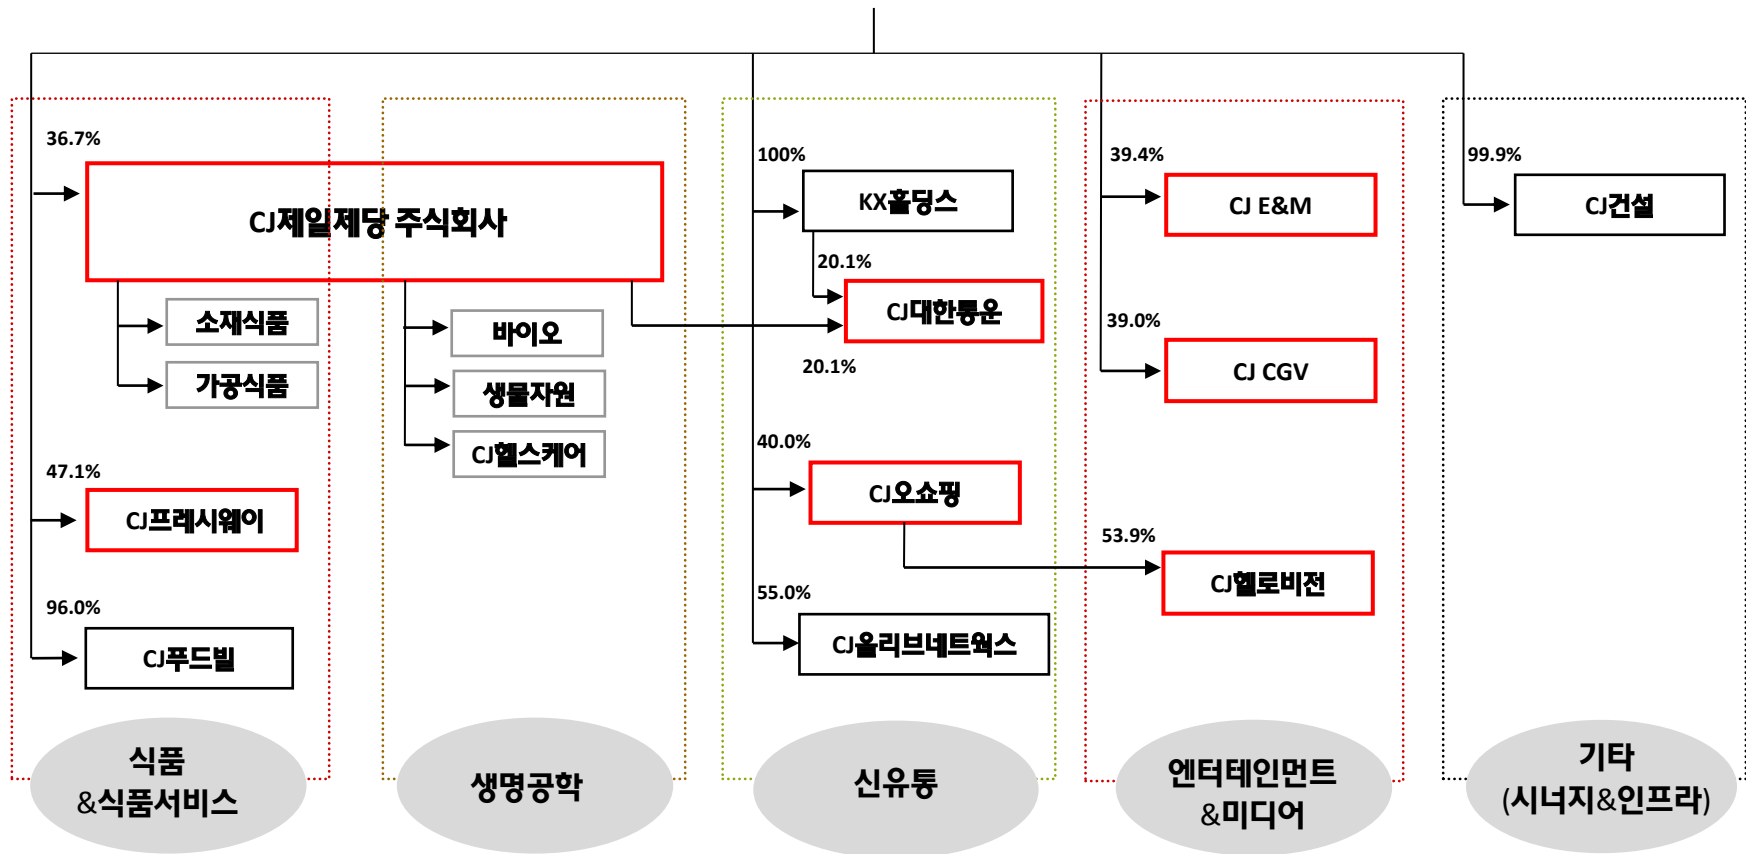 36.7%
CJ제일제당 주식회사
소재식품
가공식품
47.1%
CJ프레시웨이
96.0%
CJ푸드빌
식품
&식품서비스
바이오
생물자원
CJ헬스케어
생명공학
100%
KX홀딩스
20.1%
CJ대한통운
20.1%
40.0%
CJ오쇼핑
55.0%
CJ올리브네트웍스
신유통
39.4%
CJ E&M
39.0%
CJ CGV
53.9%
CJ헬로비전
엔터테인먼트
&미디어
99.9%
CJ건설
기타
(시너지&인프라)